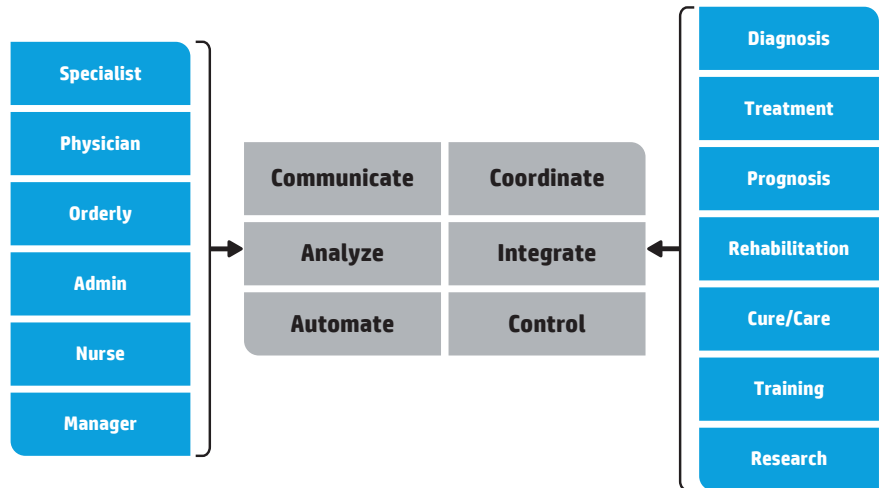 Specialist
Physician
Orderly
Admin
Nurse
Manager
Communicate
Coordinate
Analyze
Integrate
Automate
Control
Diagnosis
Treatment
Prognosis
Rehabilitation
Cure/Care
Training
Research